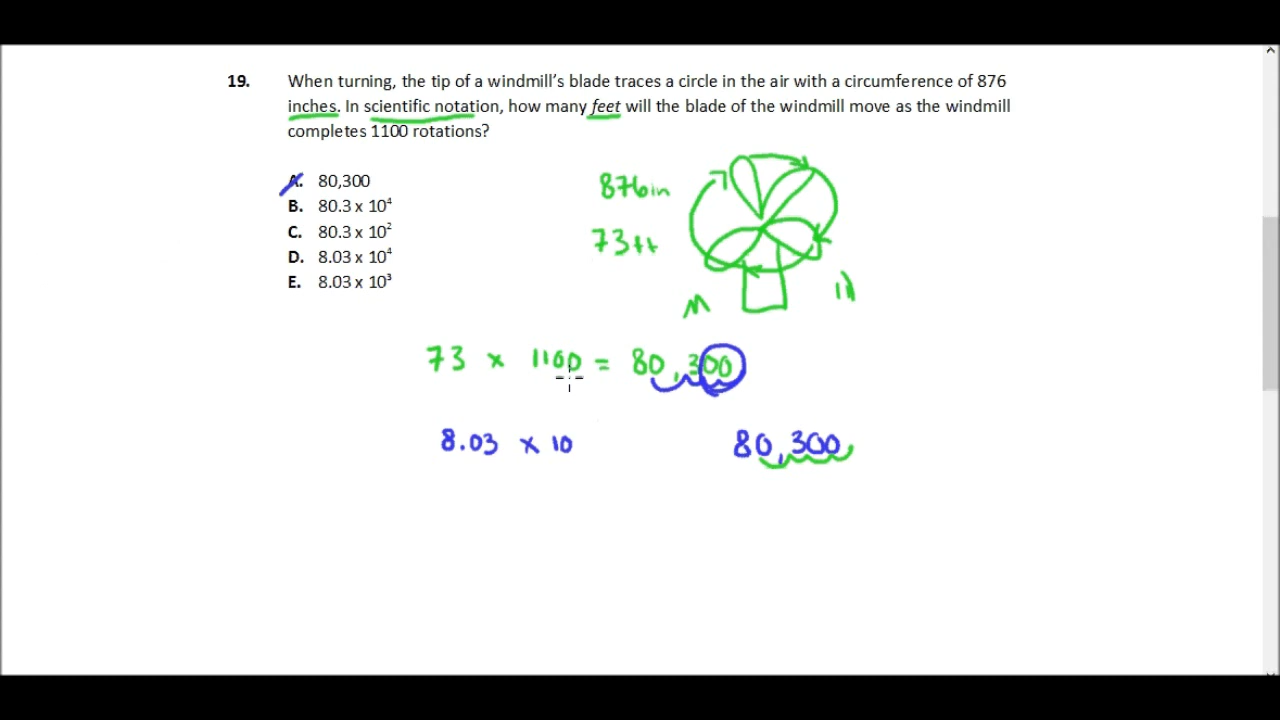 19. When turning, the tip of a windmill's blade traces a circle in the air with a circumference of 876
inches. In scientific notation, how many feet will the blade of the windmill move as the windmill
completes 1100 rotations?
A. 80,300
B. 80.3 x 10⁴
C. 80.3 x 10²
D. 8.03 x 10⁴
E. 8.03 x 10³
876in
73ft
73 x 1100 = 80,300
8.03 x 10
80,300